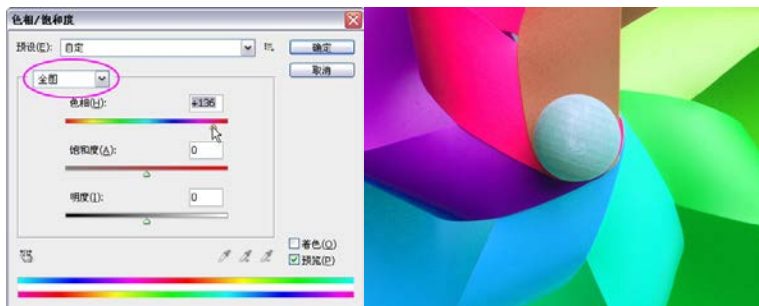 色相/饱和度
预设(E): 自定
确定
取消
全图
色相(H): +136
饱和度(A): 0
明度(I): 0
着色(O)
预览(P)